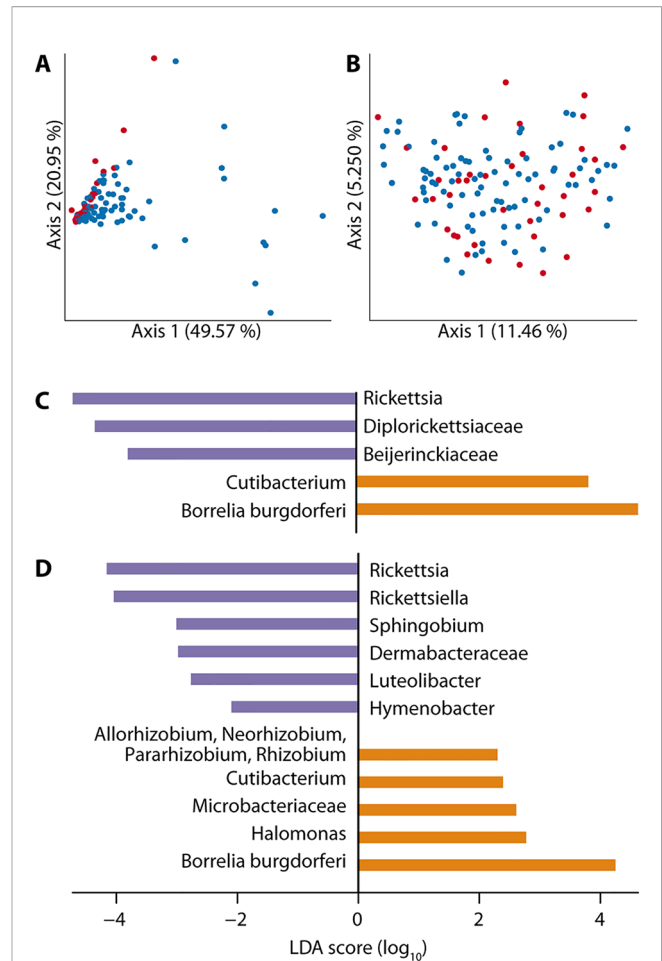 A
B
Axis 2 (20.95 %)
Axis 1 (49.57 %)
Axis 2 (5.250 %)
Axis 1 (11.46 %)
C
Rickettsia
Diplorickettsiaceae
Beijerinckiaceae
Cutibacterium
Borrelia burgdorferi
D
Rickettsia
Rickettsiella
Sphingobium
Dermabacteraceae
Luteolibacter
Hymenobacter
Allorhizobium, Neorhizobium,
Pararhizobium, Rhizobium
Cutibacterium
Microbacteriaceae
Halomonas
Borrelia burgdorferi
−4 −2 0 2 4
LDA score (log10)